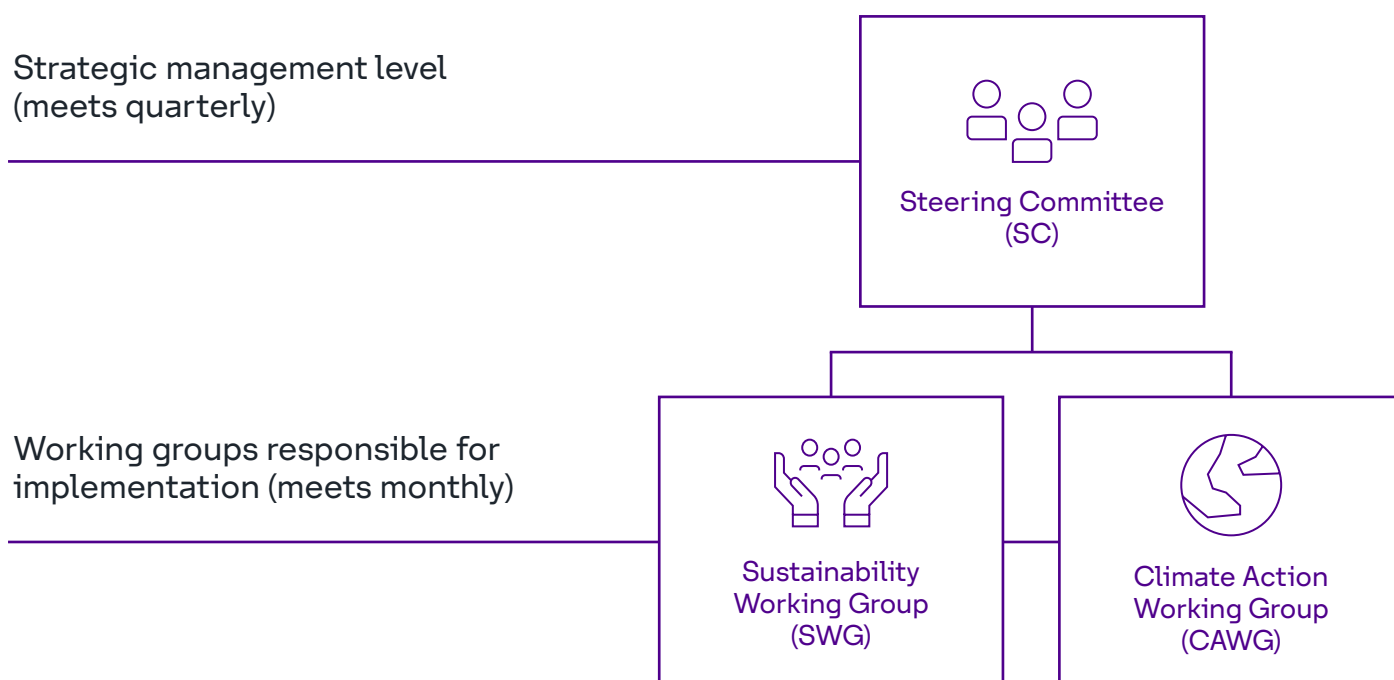 Strategic management level
(meets quarterly)
Steering Committee
(SC)
Working groups responsible for
implementation (meets monthly)
Sustainability
Working Group
(SWG)
Climate Action
Working Group
(CAWG)